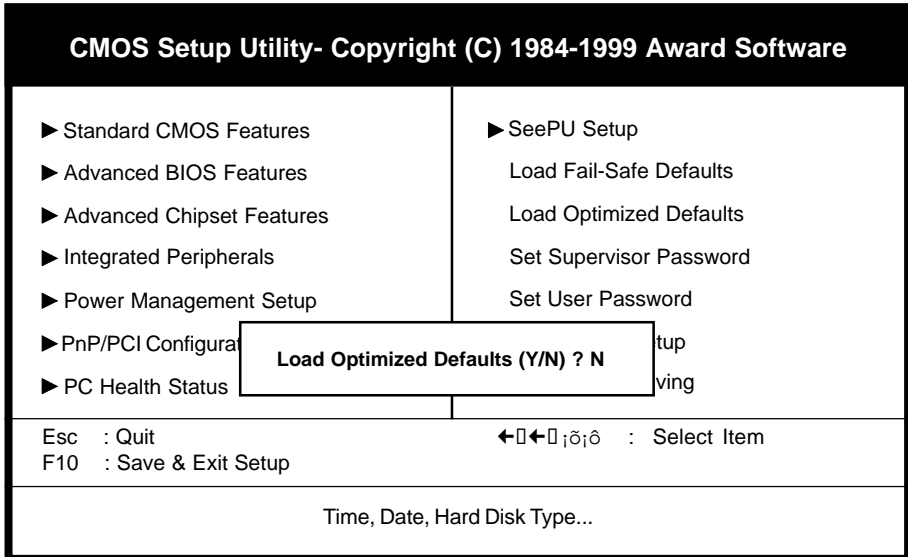 CMOS Setup Utility- Copyright (C) 1984-1999 Award Software
▶ Standard CMOS Features
▶ Advanced BIOS Features
▶ Advanced Chipset Features
▶ Integrated Peripherals
▶ Power Management Setup
▶ PnP/PCI Configurat
▶ PC Health Status
▶ SeePU Setup
Load Fail-Safe Defaults
Load Optimized Defaults
Set Supervisor Password
Set User Password
tup
ving
Load Optimized Defaults (Y/N) ? N
Esc : Quit
F10 : Save & Exit Setup
←▯←▯¡õ¡ô : Select Item
Time, Date, Hard Disk Type...